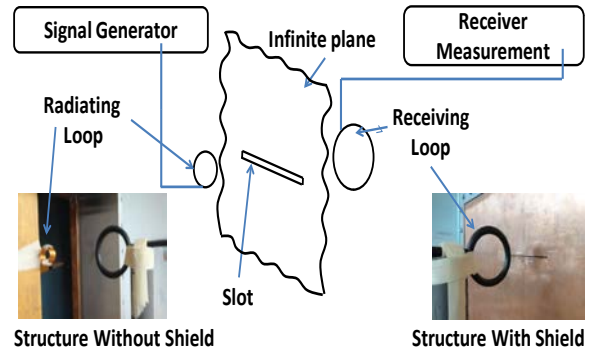 Signal Generator
Infinite plane
Receiver
Measurement
Radiating
Loop
Receiving
Loop
Slot
Structure Without Shield
Structure With Shield